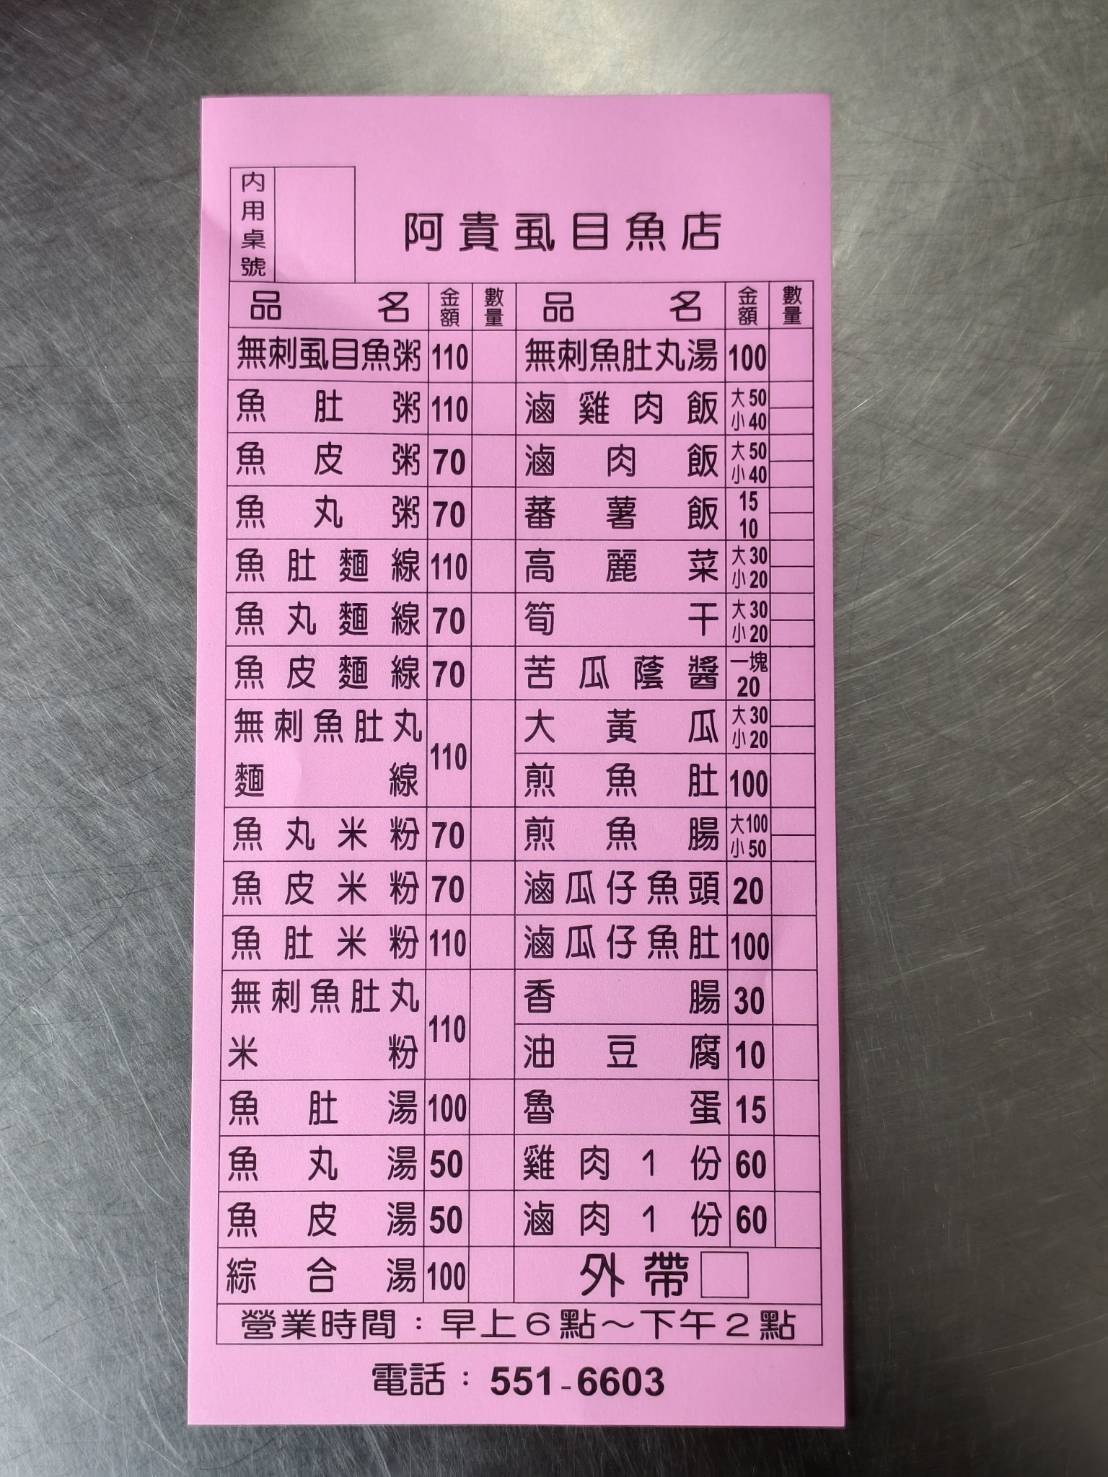 內用桌號
阿貴虱目魚店
品名 金額 數量 品名 金額 數量
無刺虱目魚粥 110 無刺魚肚丸湯 100
魚肚粥 110 滷雞肉飯 大50 小40
魚皮粥 70 滷肉飯 大50 小40
魚丸粥 70 蕃薯飯 15 10
魚肚麵線 110 高麗菜 大30 小20
魚丸麵線 70 筍干 大30 小20
魚皮麵線 70 苦瓜蔭醬 一塊20
無刺魚肚丸麵線 110 大黃瓜 大30 小20
煎魚肚 100
魚丸米粉 70 煎魚腸 大100 小50
魚皮米粉 70 滷瓜仔魚頭 20
魚肚米粉 110 滷瓜仔魚肚 100
無刺魚肚丸米粉 110 香腸 30
油豆腐 10
魚肚湯 100 魯蛋 15
魚丸湯 50 雞肉1份 60
魚皮湯 50 滷肉1份 60
綜合湯 100 外帶
營業時間：早上6點～下午2點
電話：551-6603